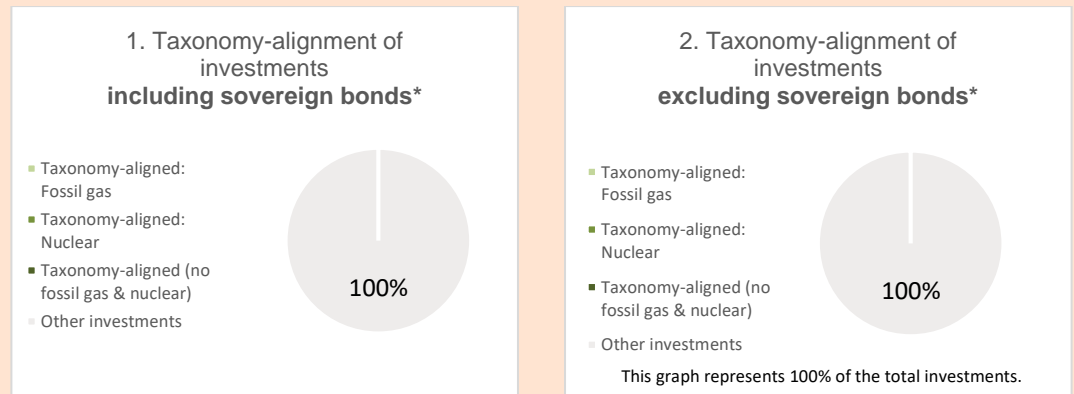 1. Taxonomy-alignment of
investments
including sovereign bonds*
Taxonomy-aligned:
Fossil gas
Taxonomy-aligned:
Nuclear
Taxonomy-aligned (no
fossil gas & nuclear)
Other investments
100%
2. Taxonomy-alignment of
investments
excluding sovereign bonds*
Taxonomy-aligned:
Fossil gas
Taxonomy-aligned:
Nuclear
Taxonomy-aligned (no
fossil gas & nuclear)
Other investments
100%
This graph represents 100% of the total investments.